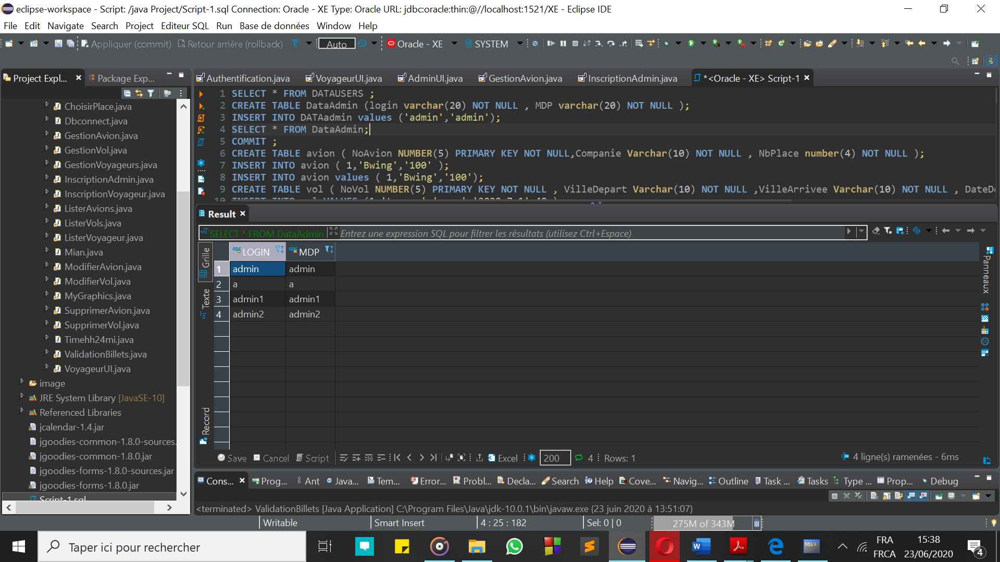 eclipse-workspace - Script: /java Project/Script-1.sql Connection: Oracle - XE Type: Oracle URL: jdbc:oracle:thin:@//localhost:1521/XE - Eclipse IDE
File Edit Navigate Search Project Editeur SQL Run Base de données Window Help
Appliquer (commit) Retour arrière (rollback) Auto Oracle - XE SYSTEM
Project Expl... Package Exp...
Authentification.java VoyageurUI.java AdminUI.java GestionAvion.java InscriptionAdmin.java *<Oracle - XE> Script-1
ChoisirPlace.java
Dbconnect.java
GestionAvion.java
GestionVol.java
GestionVoyageurs.java
InscriptionAdmin.java
InscriptionVoyageur.java
ListerAvions.java
ListerVols.java
ListerVoyageur.java
Mian.java
ModifierAvion.java
ModifierVol.java
MyGraphics.java
SupprimerAvion.java
SupprimerVol.java
Timehh24mi.java
ValidationBillets.java
VoyageurUI.java
image
JRE System Library [JavaSE-10]
Referenced Libraries
jcalendar-1.4.jar
jgoodies-common-1.8.0-sources.
jgoodies-common-1.8.0.jar
jgoodies-forms-1.8.0-sources.jar
jgoodies-forms-1.8.0.jar
Script-1.sql
1 SELECT * FROM DATAUSERS ;
2 CREATE TABLE DataAdmin (login varchar(20) NOT NULL , MDP varchar(20) NOT NULL );
3 INSERT INTO DATAadmin values ('admin','admin');
4 SELECT * FROM DataAdmin;
5 COMMIT ;
6 CREATE TABLE avion ( NoAvion NUMBER(5) PRIMARY KEY NOT NULL,Companie Varchar(10) NOT NULL , NbPlace number(4) NOT NULL );
7 INSERT INTO avion ( 1,'Bwing','100' );
8 INSERT INTO avion values ( 1,'Bwing','100');
9 CREATE TABLE vol ( NoVol NUMBER(5) PRIMARY KEY NOT NULL , VilleDepart Varchar(10) NOT NULL ,VilleArrivee Varchar(10) NOT NULL , DateD
10 INSERT INTO
Result
SELECT * FROM DataAdmin Entrez une expression SQL pour filtrer les résultats (utilisez Ctrl+Espace)
Grille
Texte
Record
Panneaux
LOGIN MDP
1 admin admin
2 a a
3 admin1 admin1
4 admin2 admin2
Save Cancel Script Excel 200 4 Rows: 1 4 ligne(s) ramenées - 6ms
Cons... Prog... Ant Java... Tem... Error... Probl... Decla... Search Help Cove... Navig... Outline Task ... Tasks Type ... Prop... Debug
<terminated> ValidationBillets [Java Application] C:\Program Files\Java\jdk-10.0.1\bin\javaw.exe (23 juin 2020 à 13:51:07)
Writable Smart Insert 4 : 25 : 182 Sel: 0 | 0 275M of 343M
Taper ici pour rechercher
FRA
FRCA
15:38
23/06/2020
4